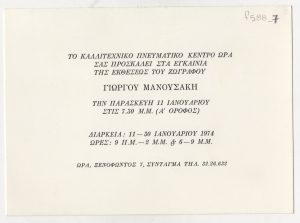 p588_7
ΤΟ ΚΑΛΛΙΤΕΧΝΙΚΟ ΠΝΕΥΜΑΤΙΚΟ ΚΕΝΤΡΟ ΩΡΑ
ΣΑΣ ΠΡΟΣΚΑΛΕΙ ΣΤΑ ΕΓΚΑΙΝΙΑ
ΤΗΣ ΕΚΘΕΣΕΩΣ ΤΟΥ ΖΩΓΡΑΦΟΥ
ΓΙΩΡΓΟΥ ΜΑΝΟΥΣΑΚΗ
ΤΗΝ ΠΑΡΑΣΚΕΥΗ 11 ΙΑΝΟΥΑΡΙΟΥ
ΣΤΙΣ 7.30 Μ.Μ. (Α' ΟΡΟΦΟΣ)
ΔΙΑΡΚΕΙΑ : 11—30 ΙΑΝΟΥΑΡΙΟΥ 1974
ΩΡΕΣ: 9 Π.Μ.—2 Μ.Μ. & 6—9 Μ.Μ.
ΩΡΑ, ΞΕΝΟΦΩΝΤΟΣ 7, ΣΥΝΤΑΓΜΑ ΤΗΛ. 32.26.632